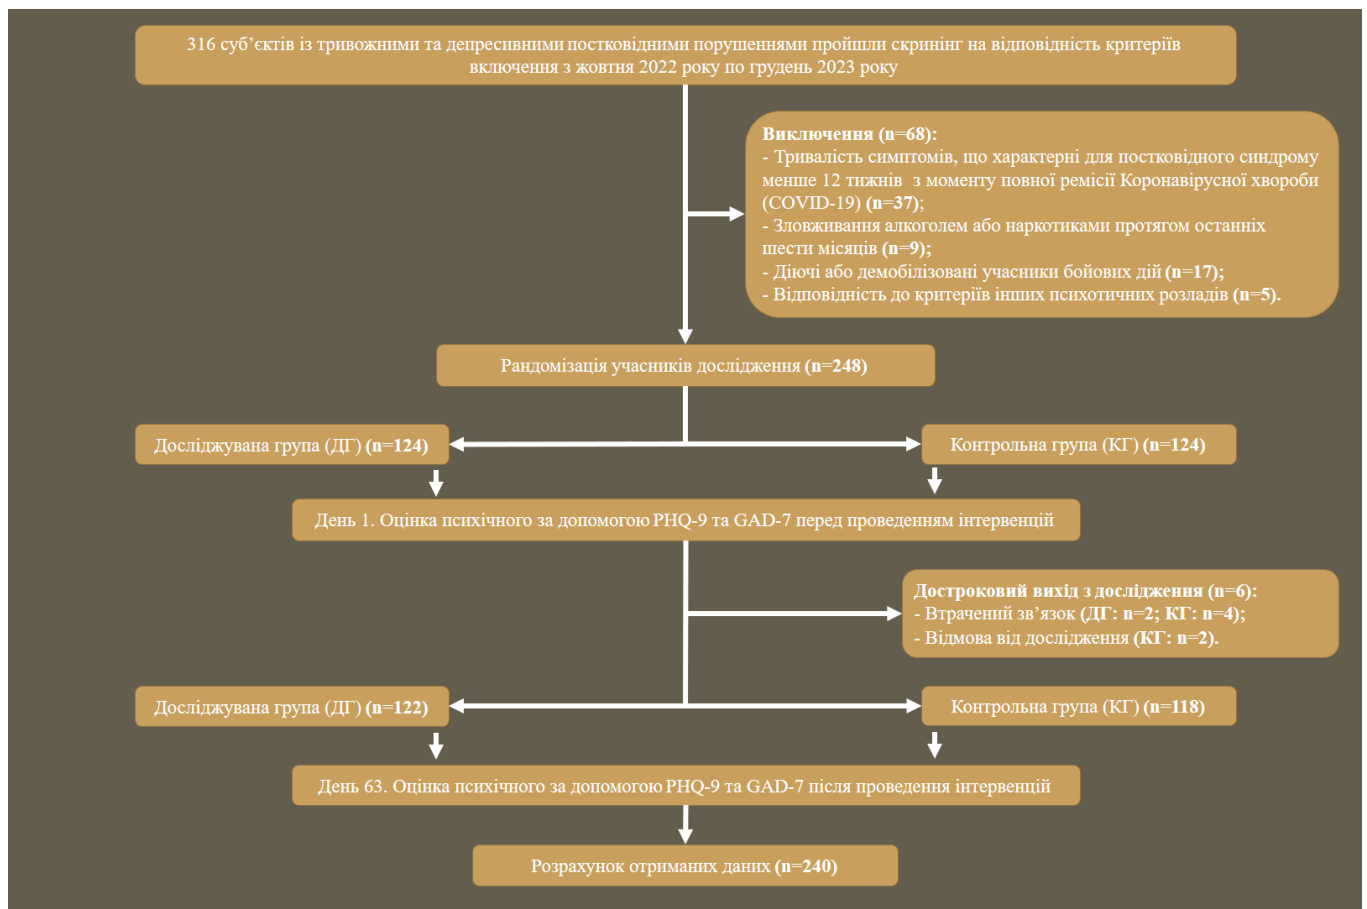 316 суб’єктів із тривожними та депресивними постковідними порушеннями пройшли скринінг на відповідність критеріїв
включення з жовтня 2022 року по грудень 2023 року
Виключення (n=68):
- Тривалість симптомів, що характерні для постковідного синдрому
менше 12 тижнів з моменту повної ремісії Коронавірусної хвороби
(COVID-19) (n=37);
- Зловживання алкоголем або наркотиками протягом останніх
шести місяців (n=9);
- Діючі або демобілізовані учасники бойових дій (n=17);
- Відповідність до критеріїв інших психотичних розладів (n=5).
Рандомізація учасників дослідження (n=248)
Досліджувана група (ДГ) (n=124)
Контрольна група (КГ) (n=124)
День 1. Оцінка психічного за допомогою PHQ-9 та GAD-7 перед проведенням інтервенцій
Достроковий вихід з дослідження (n=6):
- Втрачений зв’язок (ДГ: n=2; КГ: n=4);
- Відмова від дослідження (КГ: n=2).
Досліджувана група (ДГ) (n=122)
Контрольна група (КГ) (n=118)
День 63. Оцінка психічного за допомогою PHQ-9 та GAD-7 після проведення інтервенцій
Розрахунок отриманих даних (n=240)